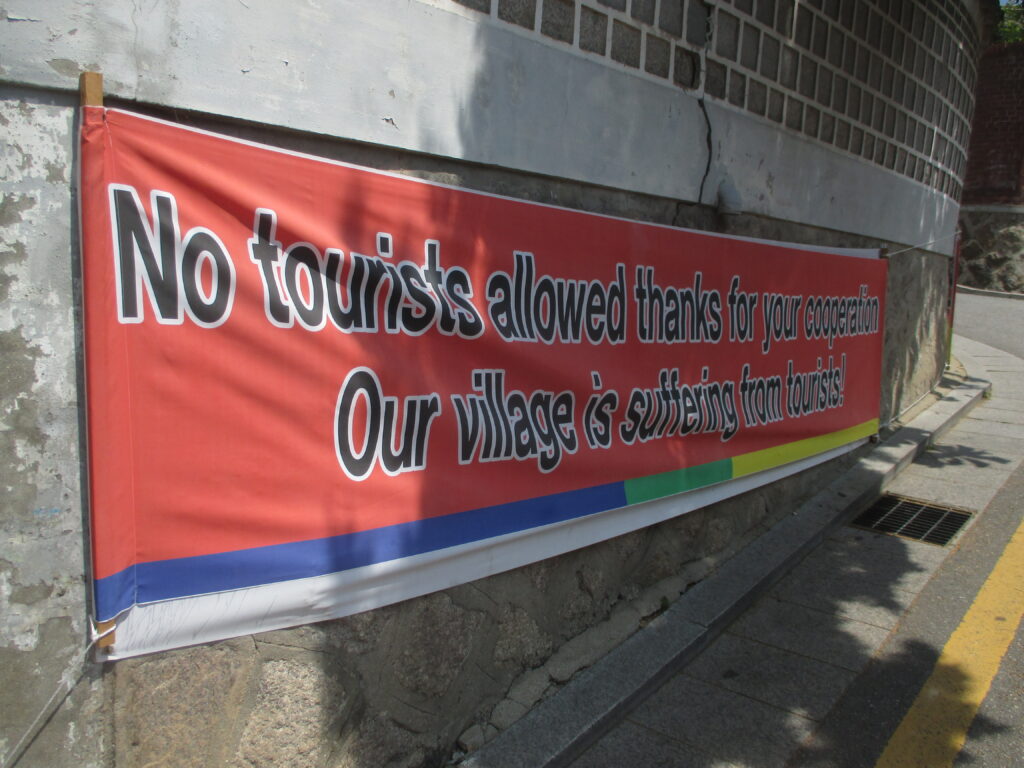 No tourists allowed thanks for your cooperation
Our village is suffering from tourists!